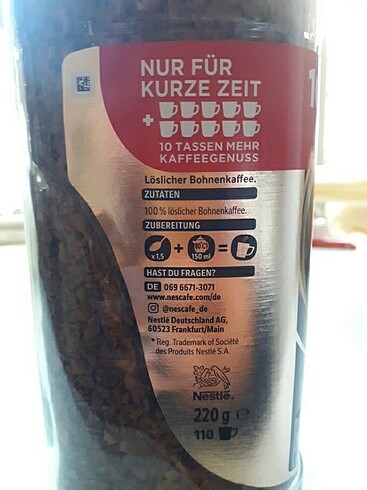 NUR FÜR
KURZE ZEIT
+
10 TASSEN MEHR
KAFFEEGENUSS
Löslicher Bohnenkaffee.
ZUTATEN
100 % löslicher Bohnenkaffee.
ZUBEREITUNG
x 1,5 + 80°C 150 ml =
HAST DU FRAGEN?
DE 069 6671-3071
www.nescafe.com/de
@nescafe_de
Nestlé Deutschland AG,
60523 Frankfurt/Main
* Reg. Trademark of Société
des Produits Nestlé S.A.
Nestlé
220 g ℮
110